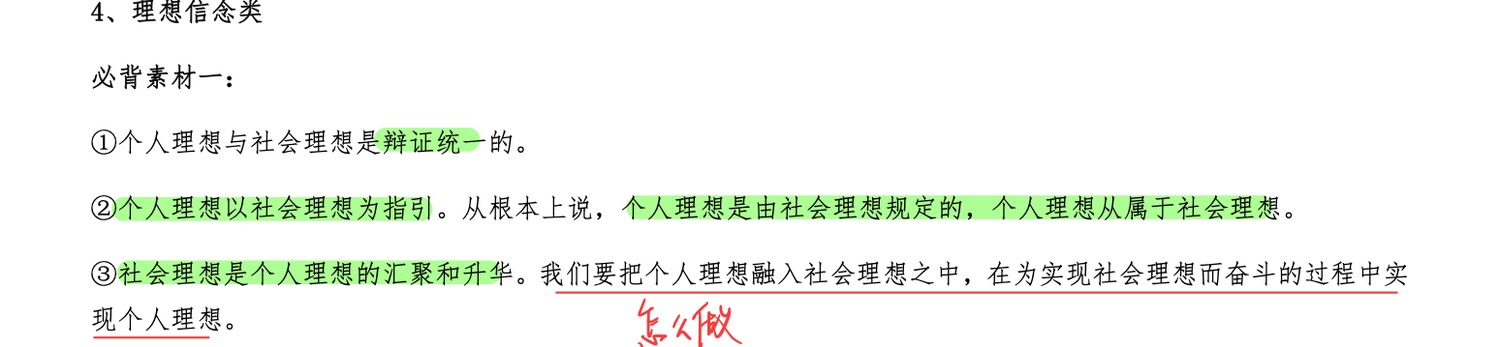 4、理想信念类
必背素材一：
①个人理想与社会理想是辩证统一的。
②个人理想以社会理想为指引。从根本上说，个人理想是由社会理想规定的，个人理想从属于社会理想。
③社会理想是个人理想的汇聚和升华。我们要把个人理想融入社会理想之中，在为实现社会理想而奋斗的过程中实
现个人理想。
怎么做